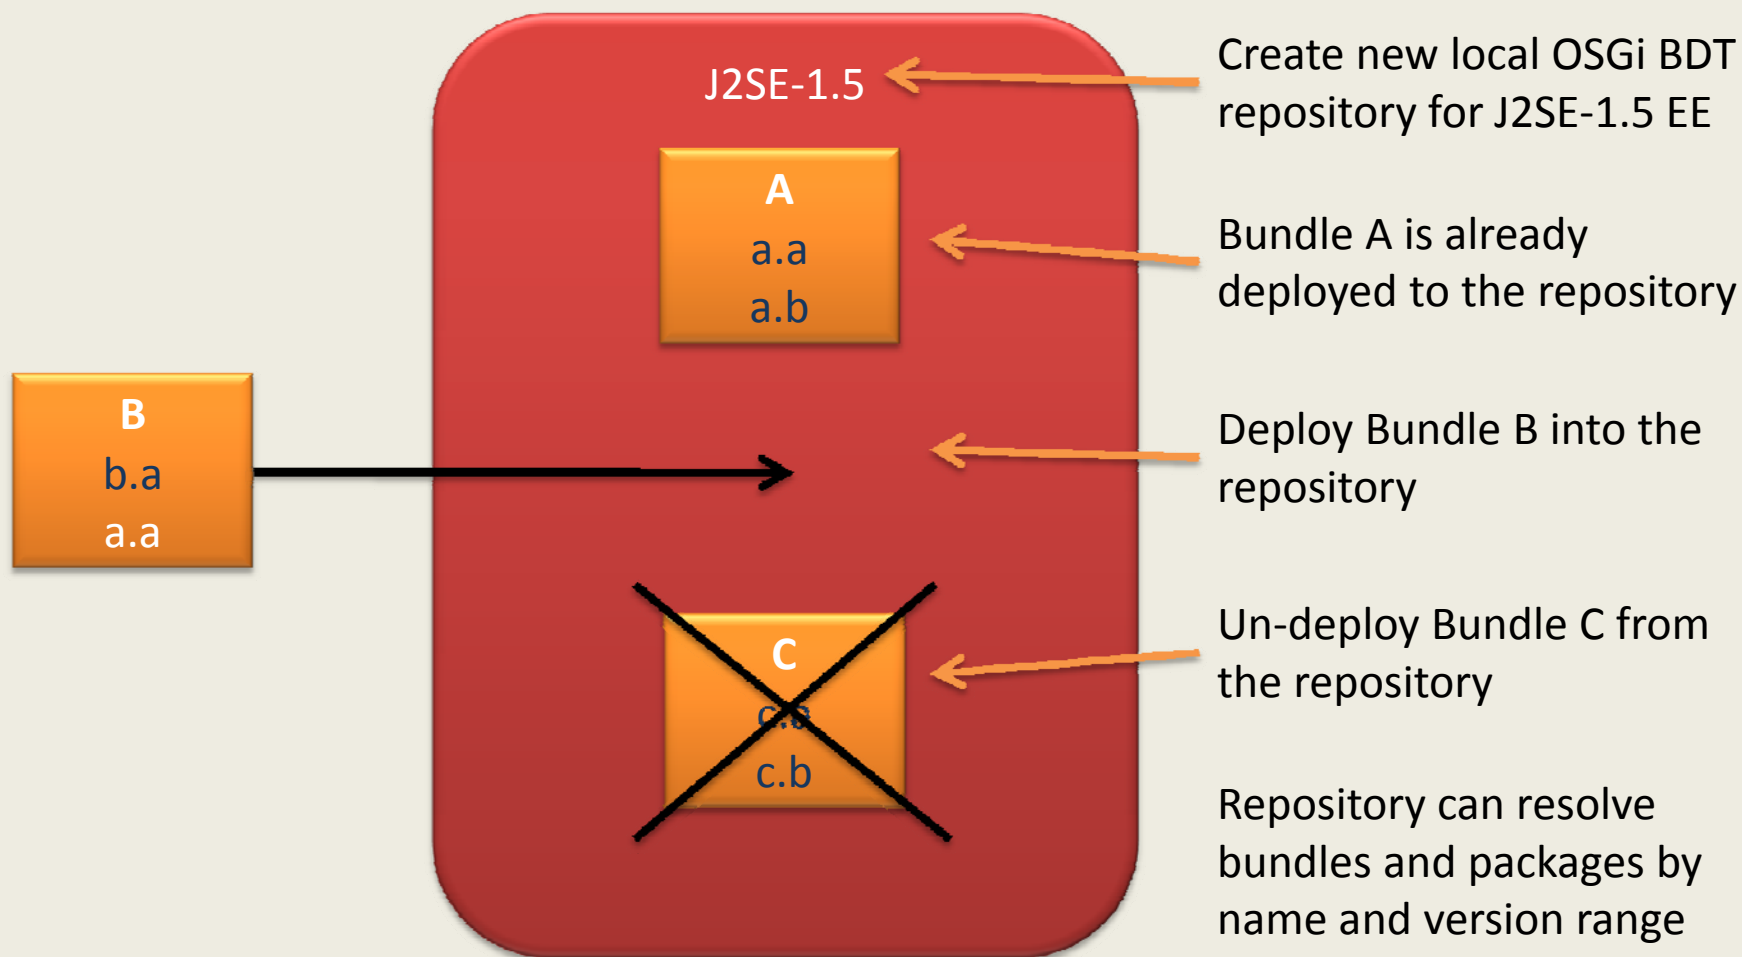 J2SE-1.5
Create new local OSGi BDT
repository for J2SE-1.5 EE
A
a.a
a.b
Bundle A is already
deployed to the repository
B
b.a
a.a
Deploy Bundle B into the
repository
C
c.a
c.b
Un-deploy Bundle C from
the repository
Repository can resolve
bundles and packages by
name and version range